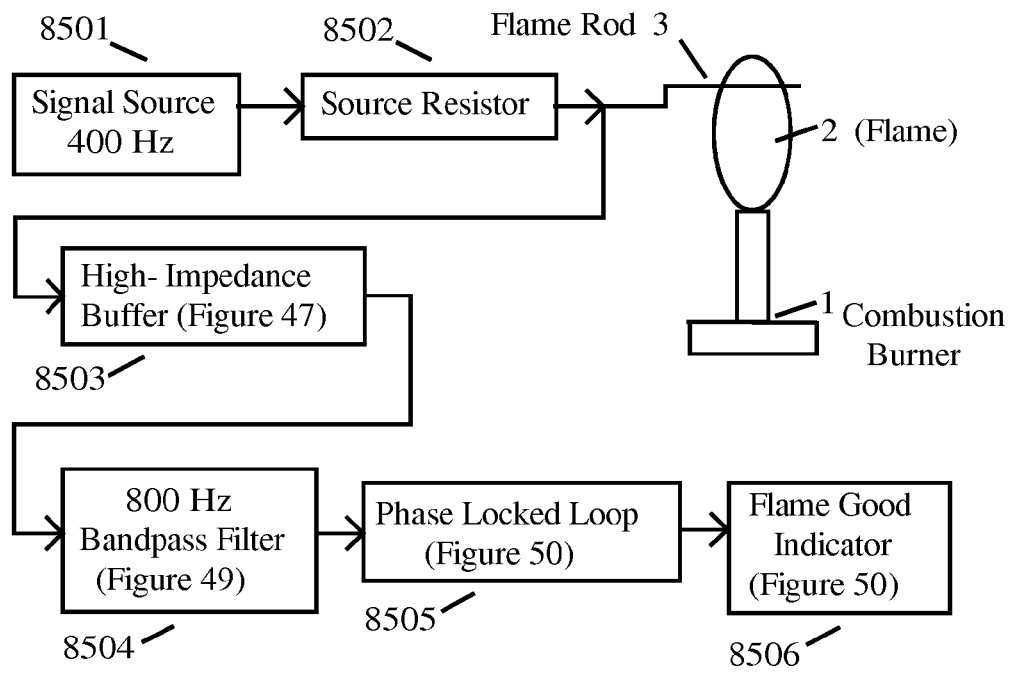 8501
8502
Flame Rod 3
Signal Source
400 Hz
Source Resistor
2 (Flame)
High- Impedance
Buffer (Figure 47)
8503
1 Combustion
Burner
800 Hz
Bandpass Filter
(Figure 49)
8504
Phase Locked Loop
(Figure 50)
8505
Flame Good
Indicator
(Figure 50)
8506